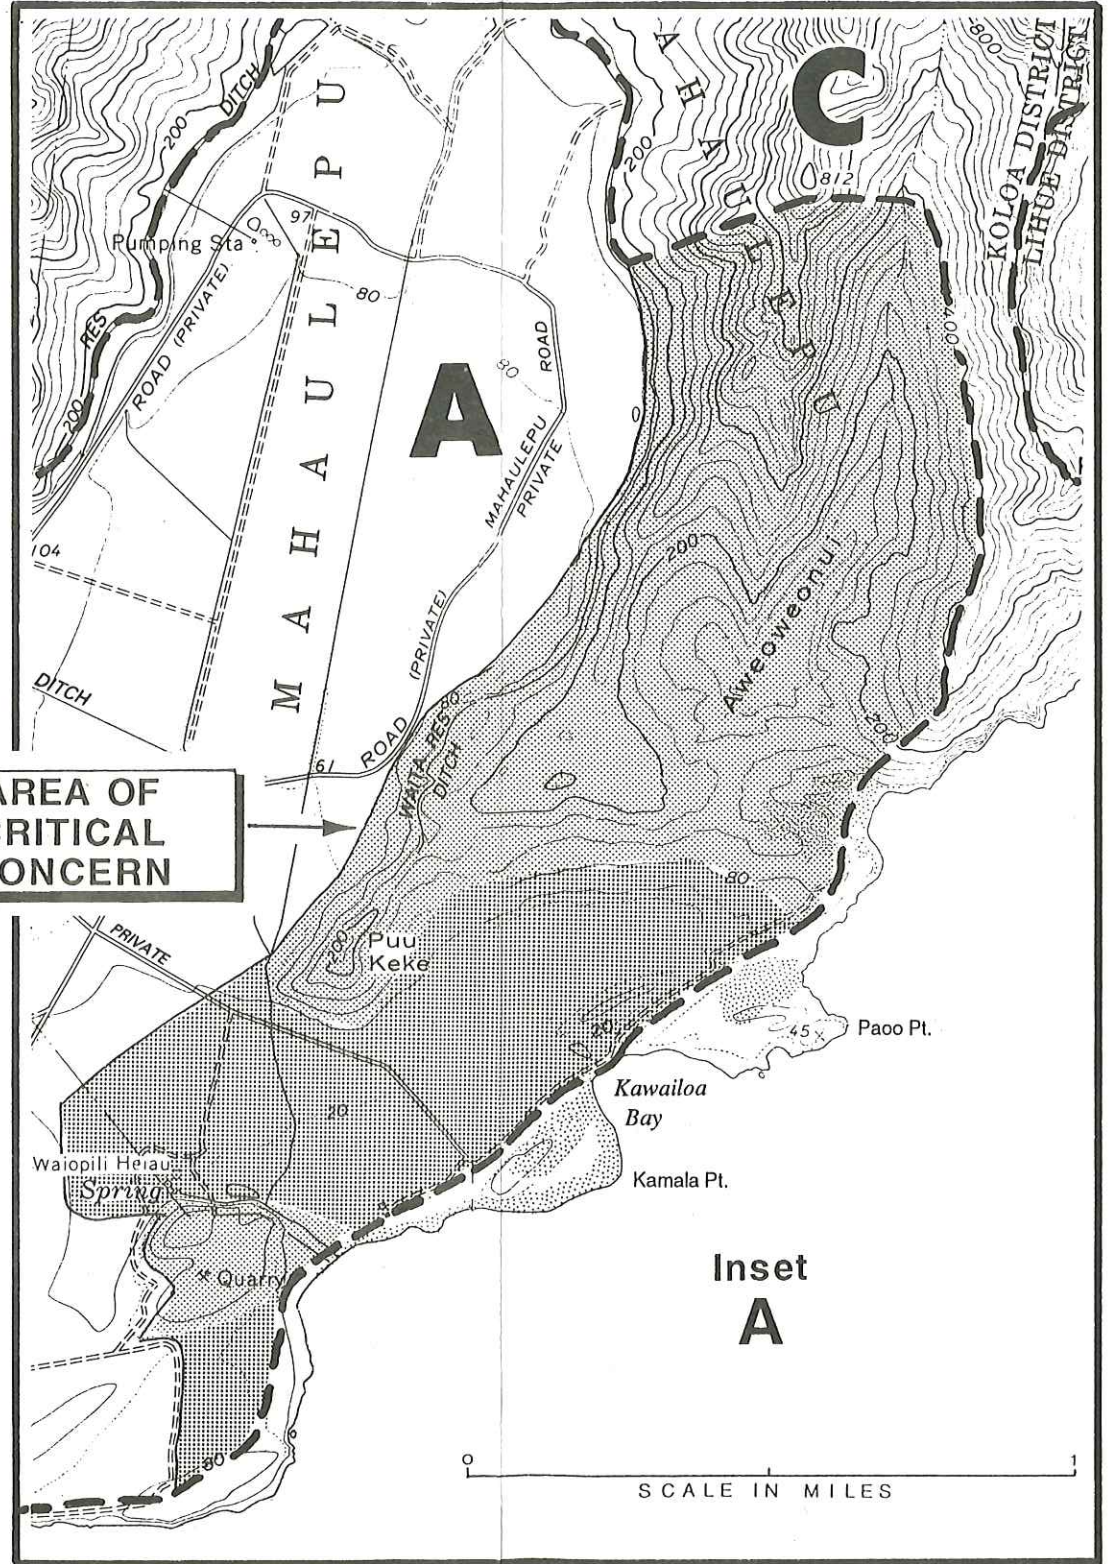 C
A H A U L E P U
812
800
KOLOA DISTRICT
LIHUE DISTRICT
200
DITCH
200
RES
200
Pumping Sta
97
ROAD (PRIVATE)
80
80
A
MAHAULEPU
ROAD
MAHAULEPU
PRIVATE
400
0
104
200
Aweoweonui
(PRIVATE)
DITCH
ROAD
61
80
WAITA RES
DITCH
200
AREA OF
CRITICAL
CONCERN
80
PRIVATE
200
Puu
Keke
20
45
Paoo Pt.
Kawailoa
Bay
20
Waiopili Heiau
Spring
Kamala Pt.
Quarry
Inset
A
80
0
1
SCALE IN MILES